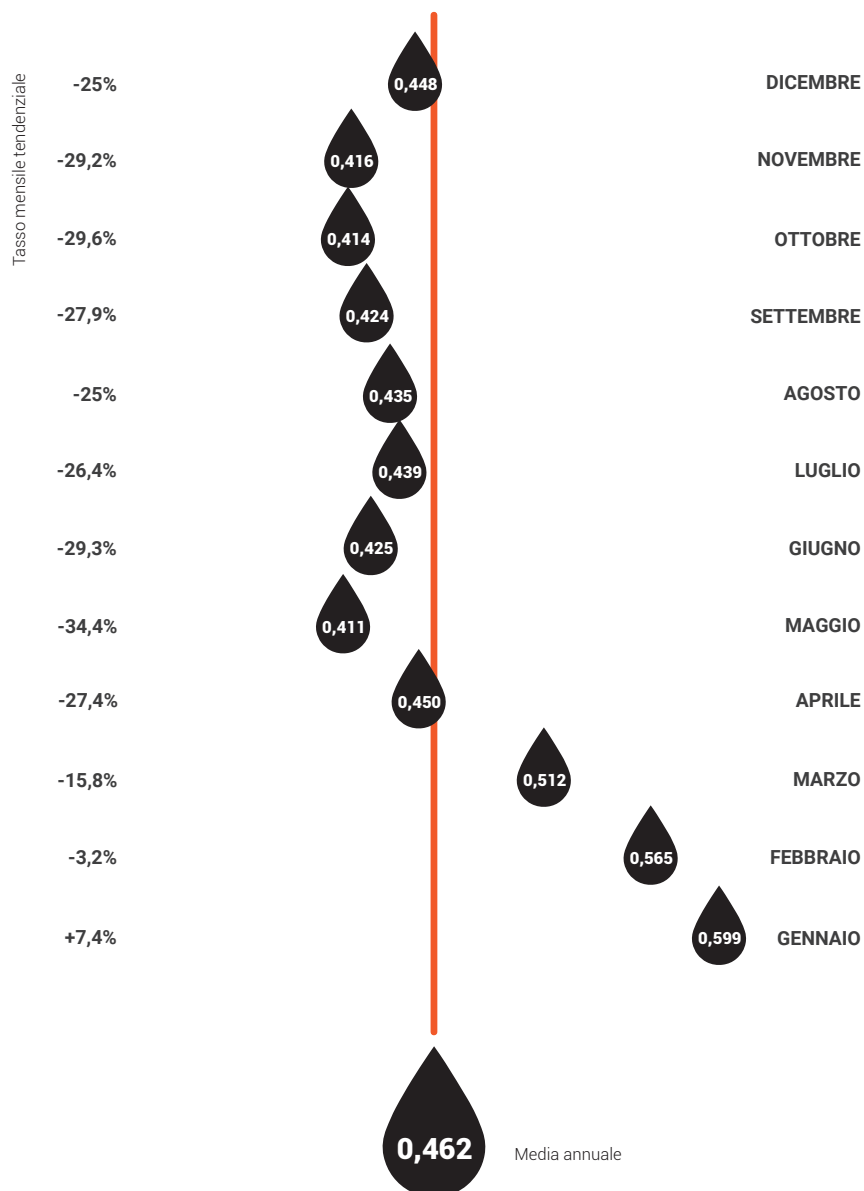 Tasso mensile tendenziale
-25% 0,448 DICEMBRE
-29,2% 0,416 NOVEMBRE
-29,6% 0,414 OTTOBRE
-27,9% 0,424 SETTEMBRE
-25% 0,435 AGOSTO
-26,4% 0,439 LUGLIO
-29,3% 0,425 GIUGNO
-34,4% 0,411 MAGGIO
-27,4% 0,450 APRILE
-15,8% 0,512 MARZO
-3,2% 0,565 FEBBRAIO
+7,4% 0,599 GENNAIO
0,462 Media annuale